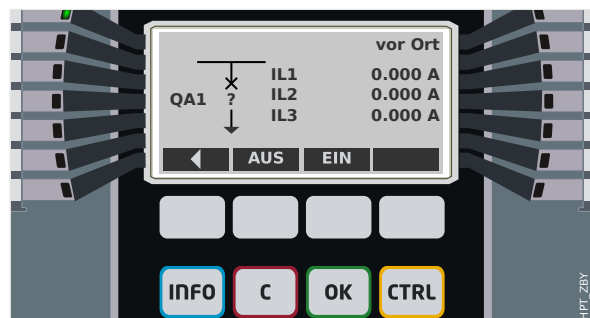 vor Ort
IL1 0.000 A
IL2 0.000 A
QA1 ?
IL3 0.000 A
AUS EIN
INFO C OK CTRL
HPT_ZBY